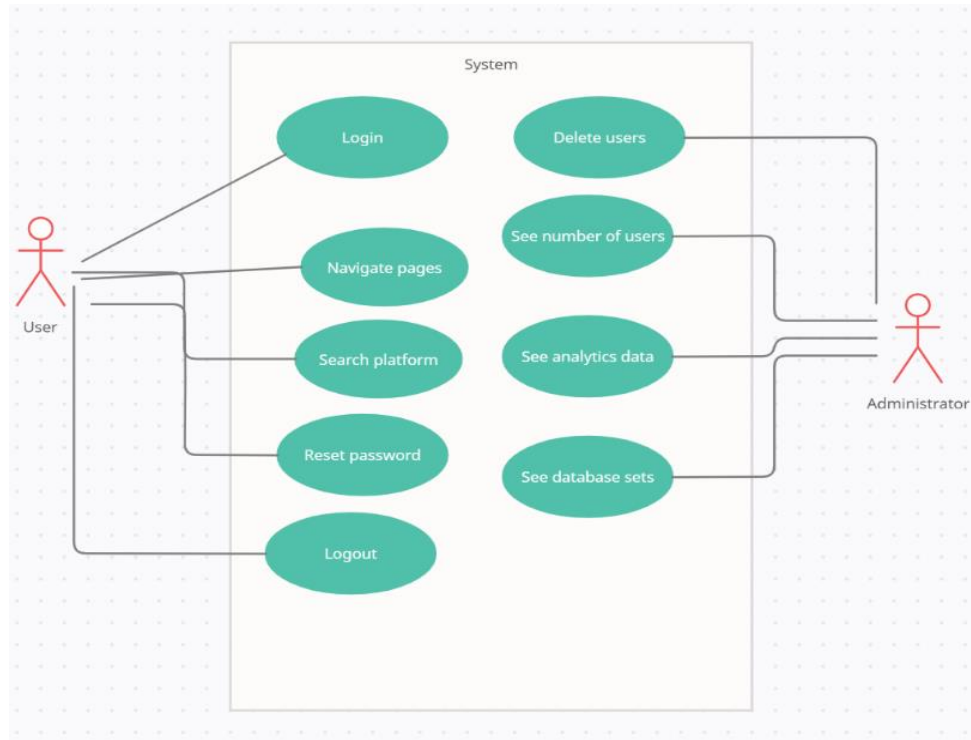 System
Login
Delete users
See number of users
Navigate pages
User
Search platform
See analytics data
Administrator
Reset password
See database sets
Logout